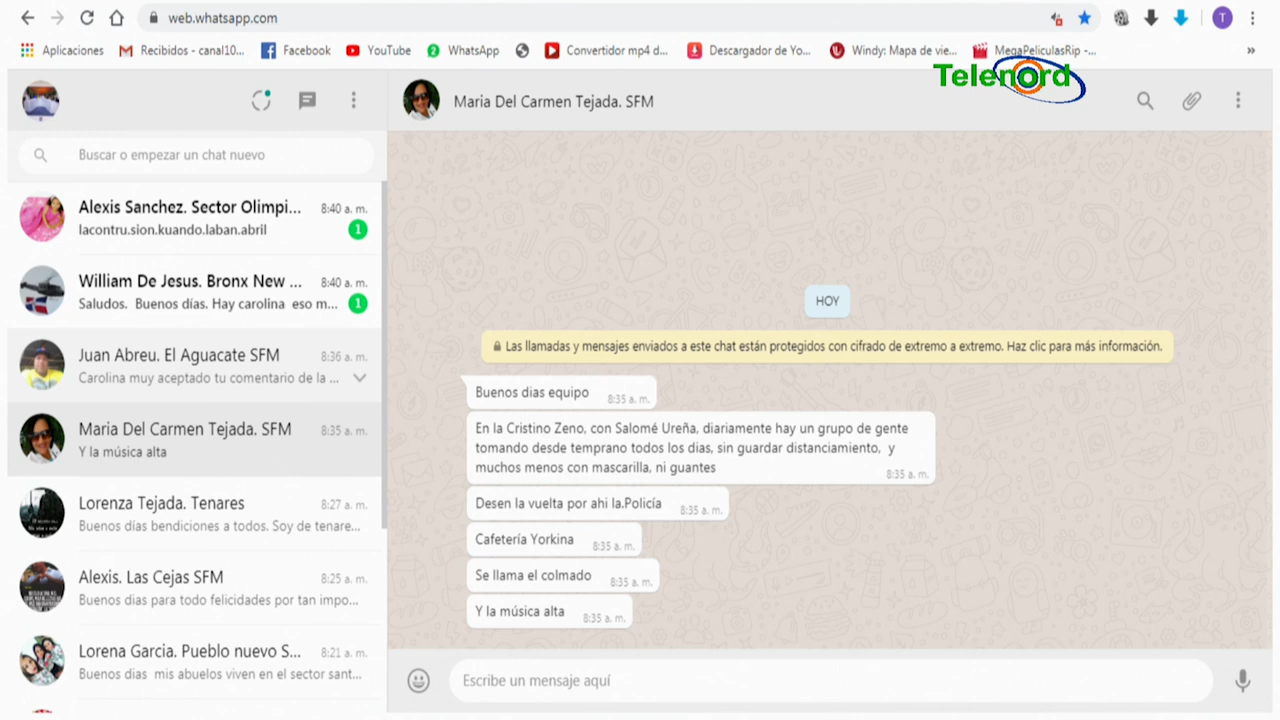 web.whatsapp.com
T
Aplicaciones
Recibidos - canal10...
Facebook
YouTube
WhatsApp
Convertidor mp4 d...
Descargador de Yo...
Windy: Mapa de vie...
MegaPeliculasRip -...
»
Telenord
Maria Del Carmen Tejada. SFM
Buscar o empezar un chat nuevo
Alexis Sanchez. Sector Olimpi...
8:40 a. m.
lacontru.sion.kuando.laban.abril
1
William De Jesus. Bronx New ...
8:40 a. m.
Saludos. Buenos días. Hay carolina eso m...
1
Juan Abreu. El Aguacate SFM
8:36 a. m.
Carolina muy aceptado tu comentario de la ...
Maria Del Carmen Tejada. SFM
8:35 a. m.
Y la música alta
Lorenza Tejada. Tenares
8:27 a. m.
Buenos días bendiciones a todos. Soy de tenare...
Alexis. Las Cejas SFM
8:25 a. m.
Buenos días para todo felicidades por tan impo...
Lorena Garcia. Pueblo nuevo S...
8:21 a. m.
Buenos días mis abuelos viven en el sector sant...
HOY
Las llamadas y mensajes enviados a este chat están protegidos con cifrado de extremo a extremo. Haz clic para más información.
Buenos dias equipo
8:35 a. m.
En la Cristino Zeno, con Salomé Ureña, diariamente hay un grupo de gente
tomando desde temprano todos los dias, sin guardar distanciamiento, y
muchos menos con mascarilla, ni guantes
8:35 a. m.
Desen la vuelta por ahi la.Policía
8:35 a. m.
Cafetería Yorkina
8:35 a. m.
Se llama el colmado
8:35 a. m.
Y la música alta
8:35 a. m.
Escribe un mensaje aquí